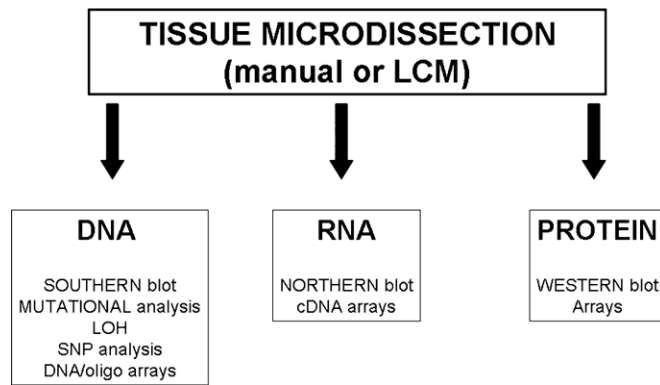 TISSUE MICRODISSECTION
(manual or LCM)
DNA
SOUTHERN blot
MUTATIONAL analysis
LOH
SNP analysis
DNA/oligo arrays
RNA
NORTHERN blot
cDNA arrays
PROTEIN
WESTERN blot
Arrays